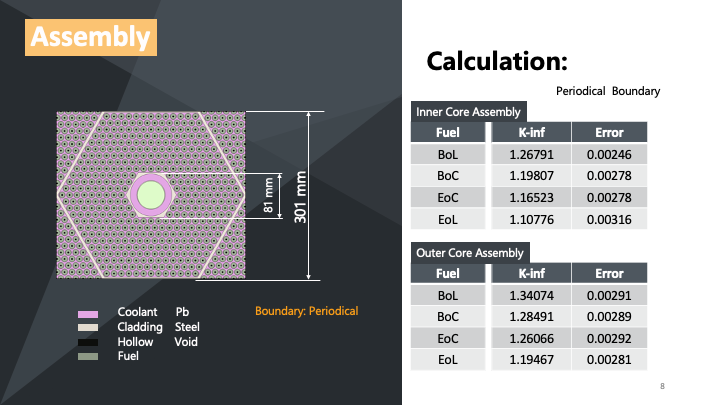 Assembly
81 mm
301 mm
Coolant Pb
Cladding Steel
Hollow Void
Fuel
Boundary: Periodical
Calculation:
Periodical Boundary
Inner Core Assembly
Fuel K-inf Error
BoL 1.26791 0.00246
BoC 1.19807 0.00278
EoC 1.16523 0.00278
EoL 1.10776 0.00316
Outer Core Assembly
Fuel K-inf Error
BoL 1.34074 0.00291
BoC 1.28491 0.00289
EoC 1.26066 0.00292
EoL 1.19467 0.00281
8